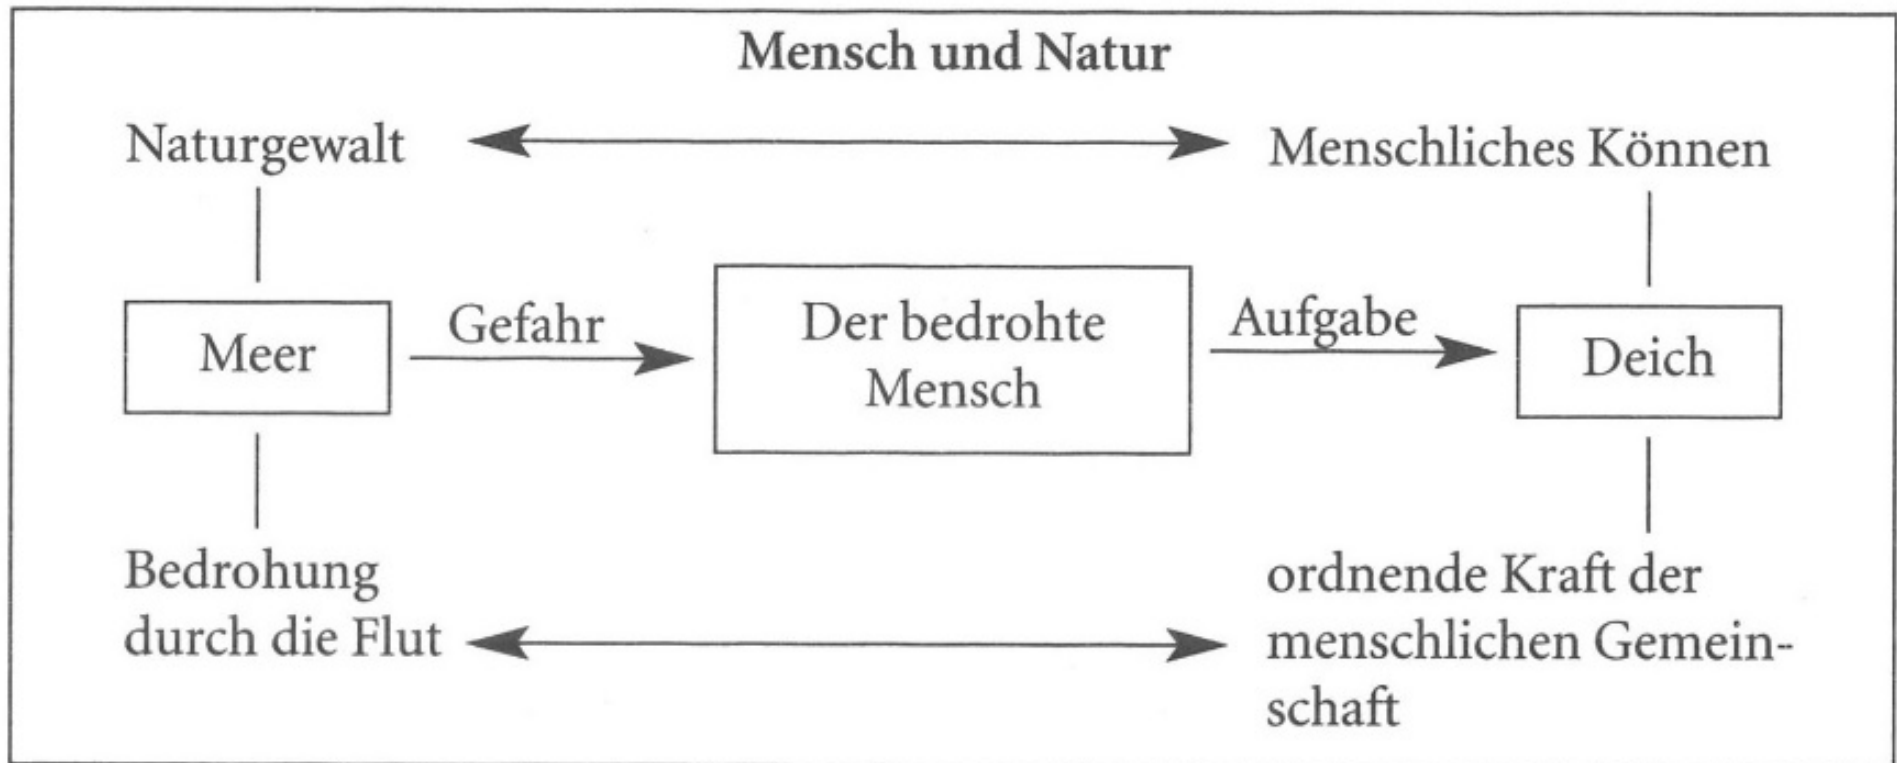 Mensch und Natur
Naturgewalt
Menschliches Können
Meer
Gefahr
Der bedrohte
Mensch
Aufgabe
Deich
Bedrohung
durch die Flut
ordnende Kraft der
menschlichen Gemein-
schaft